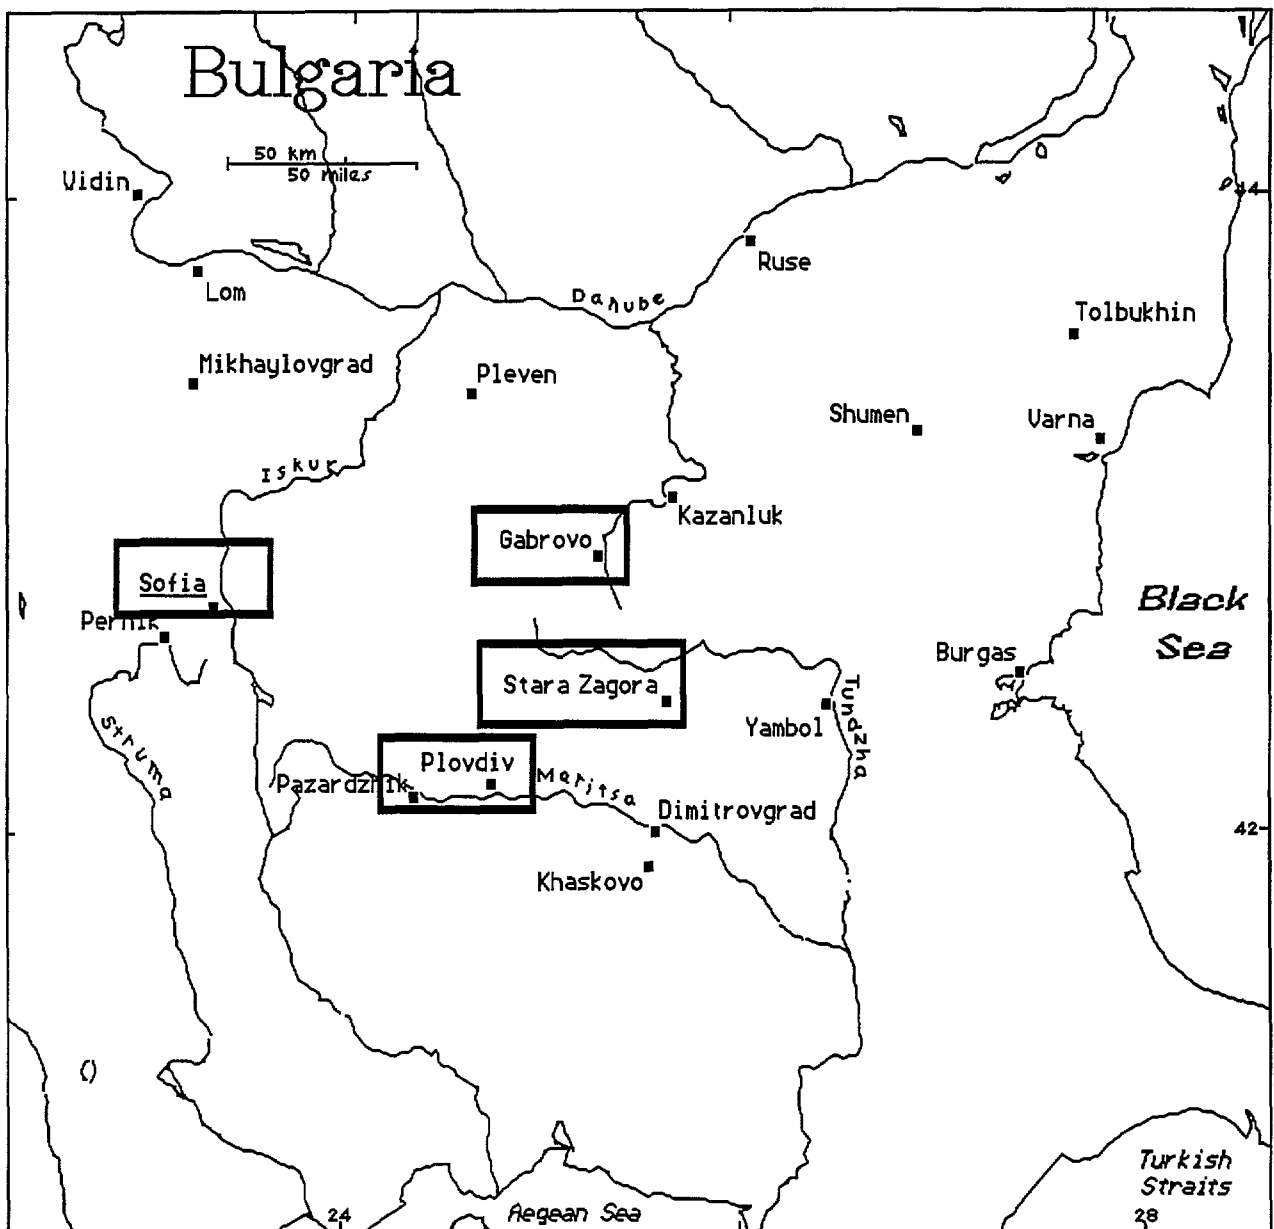 Bulgaria
50 km
50 miles
Vidin
44
Ruse
Lom
Danube
Tolbukhin
Mikhaylovgrad
Pleven
Shumen
Varna
Iskur
Kazanluk
Gabrovo
Sofia
Black
Sea
Pernik
Burgas
Stara Zagora
Tundzha
Yambol
Struma
Plovdiv
Maritsa
Pazardzhik
Dimitrovgrad
42
Khaskovo
Turkish
Straits
24
Aegean Sea
28